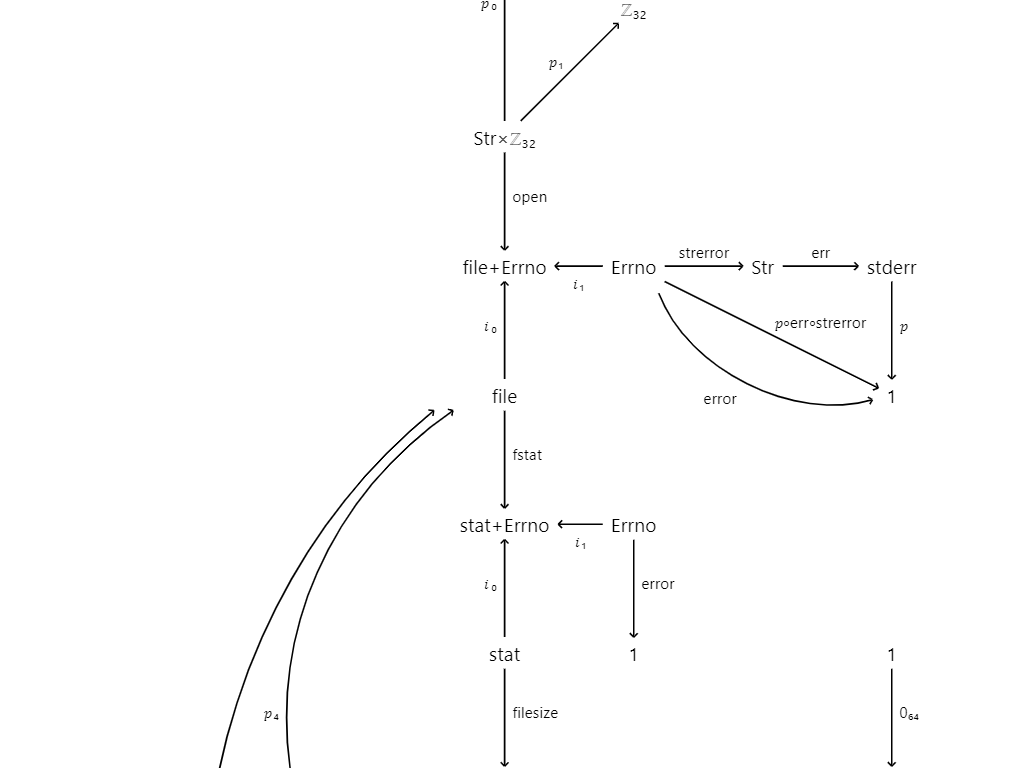 p₀
ℤ₃₂
p₁
Str×ℤ₃₂
open
file+Errno
i₁
Errno
strerror
Str
err
stderr
i₀
p∘err∘strerror
p
file
error
1
fstat
stat+Errno
i₁
Errno
i₀
error
stat
1
1
p₄
filesize
0₆₄